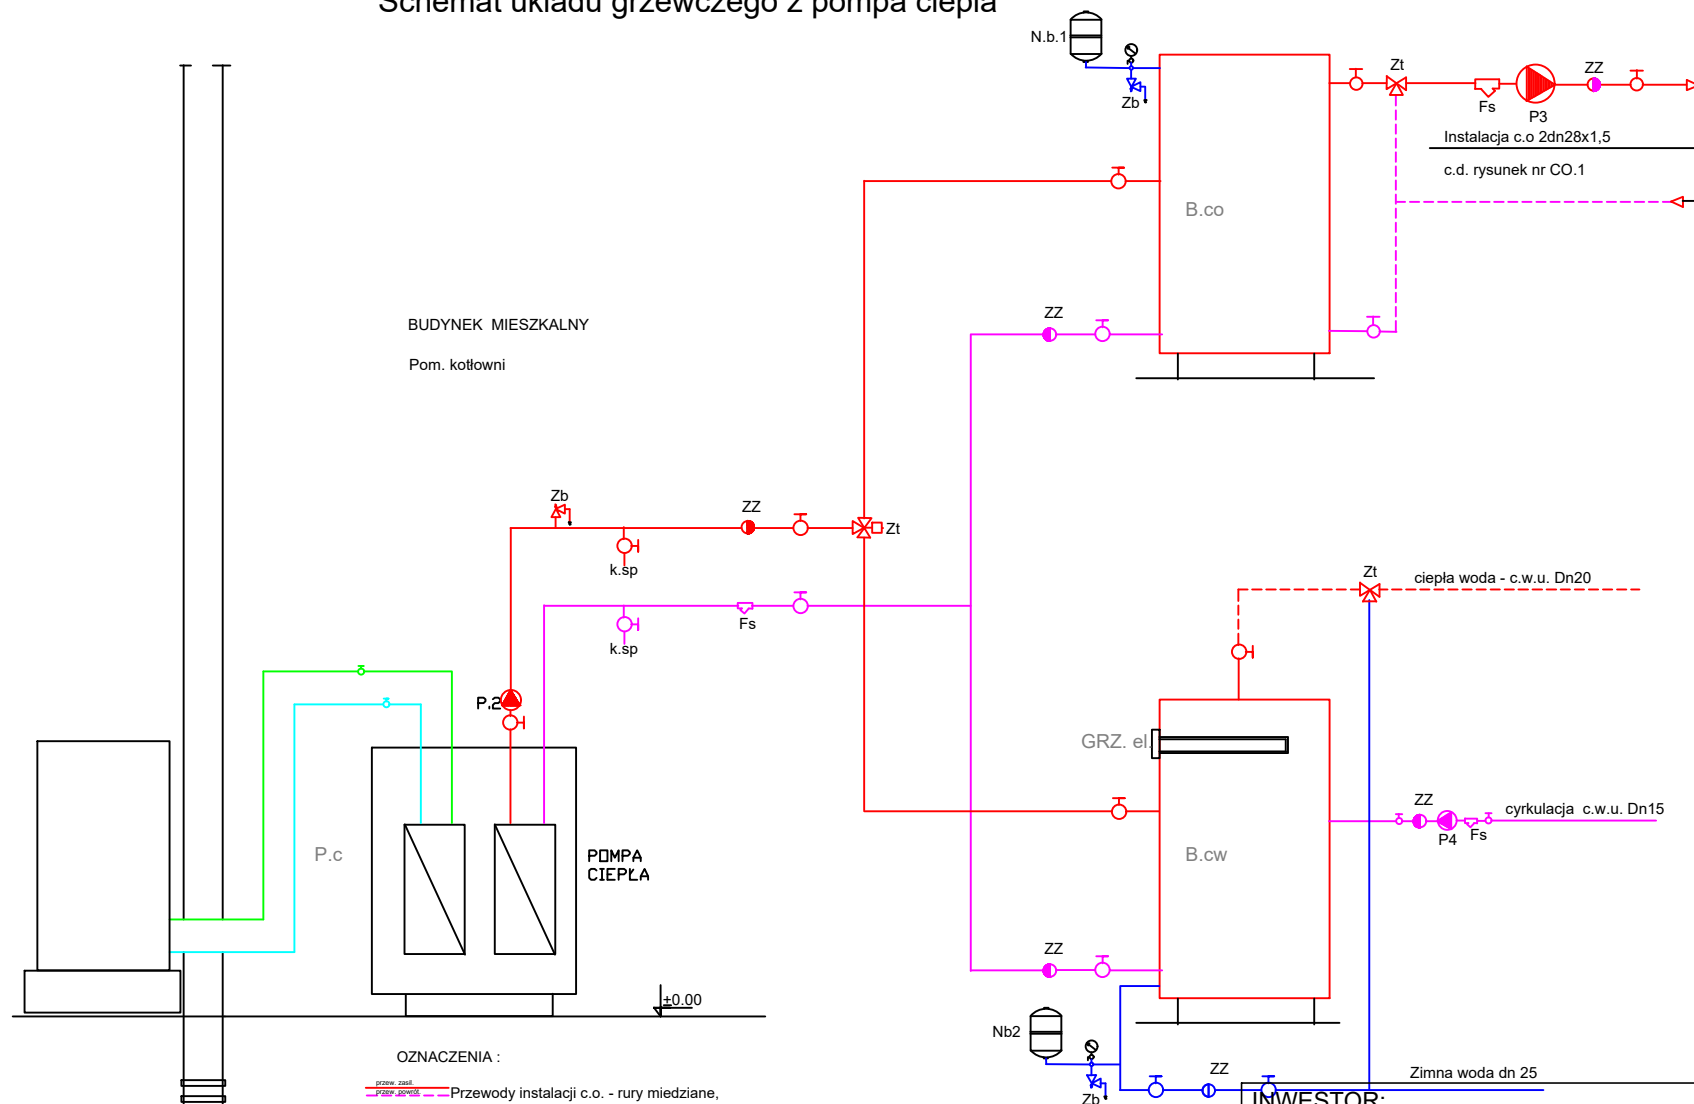 Schemat układu grzewczego z pompą ciepła
N.b.1
Zb
Zt
ZZ
Fs
P3
Instalacja c.o 2dn28x1,5
c.d. rysunek nr CO.1
B.co
ZZ
BUDYNEK MIESZKALNY
Pom. kotłowni
Zb
ZZ
Zt
k.sp
Fs
k.sp
Zt
ciepła woda - c.w.u. Dn20
P.2
GRZ. el.
P.c
POMPA
CIEPŁA
B.cw
ZZ
P4
Fs
cyrkulacja c.w.u. Dn15
ZZ
±0.00
Nb2
Zb
ZZ
Zimna woda dn 25
INWESTOR:
OZNACZENIA :
przew. zasil.
przew. powrót.
Przewody instalacji c.o. - rury miedziane,